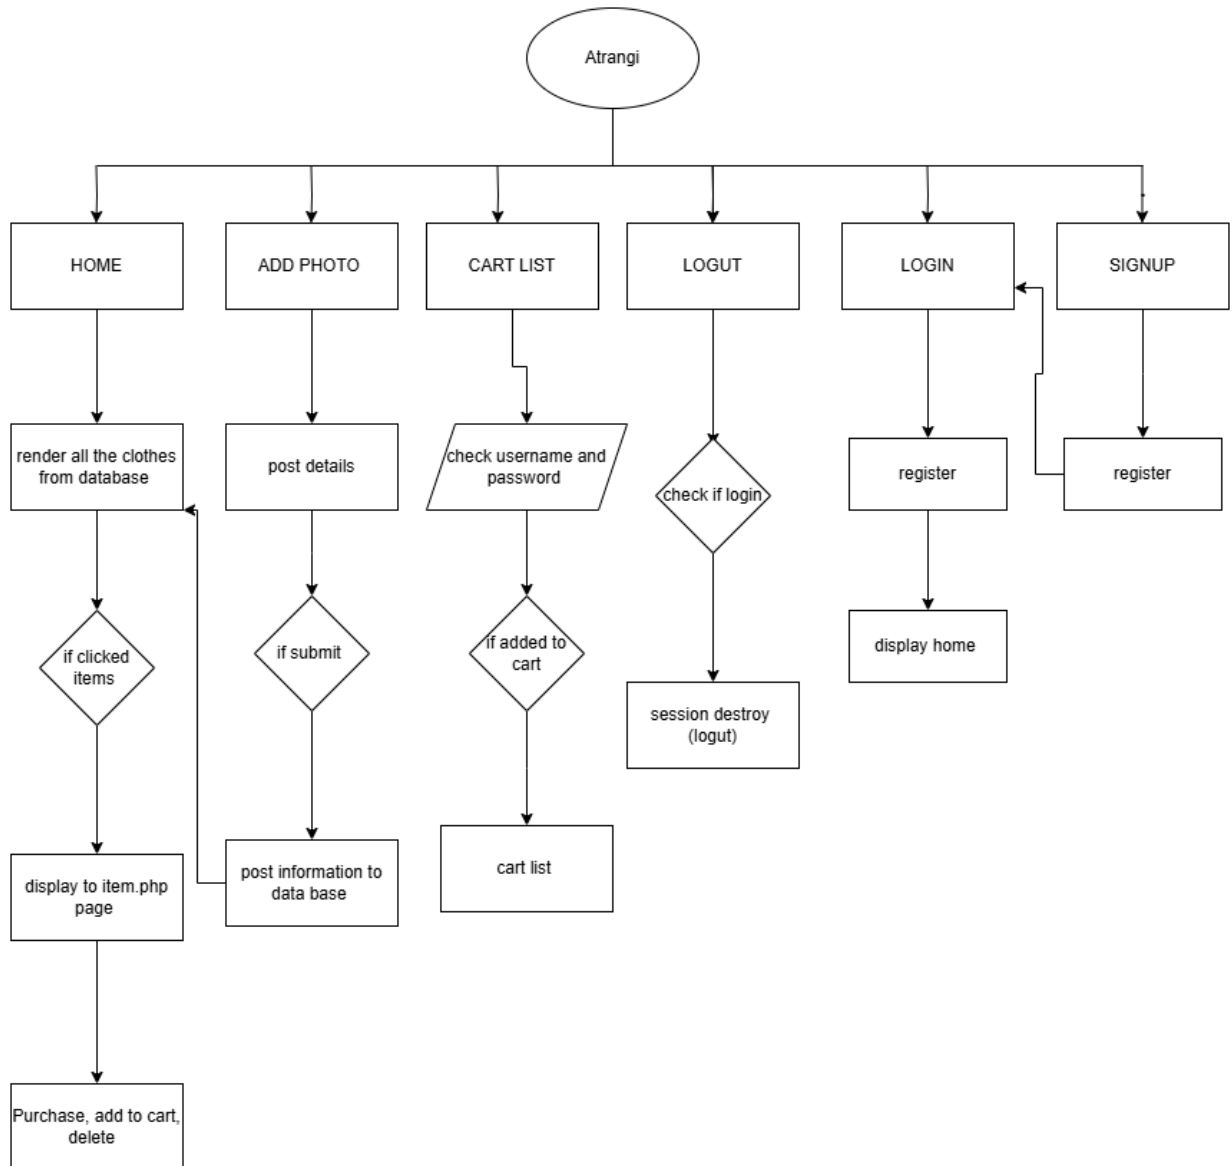 Atrangi
HOME
ADD PHOTO
CART LIST
LOGUT
LOGIN
SIGNUP
render all the clothes
from database
post details
check username and
password
check if login
register
register
if clicked
items
if submit
if added to
cart
display home
session destroy
(logut)
display to item.php
page
post information to
data base
cart list
Purchase, add to cart,
delete